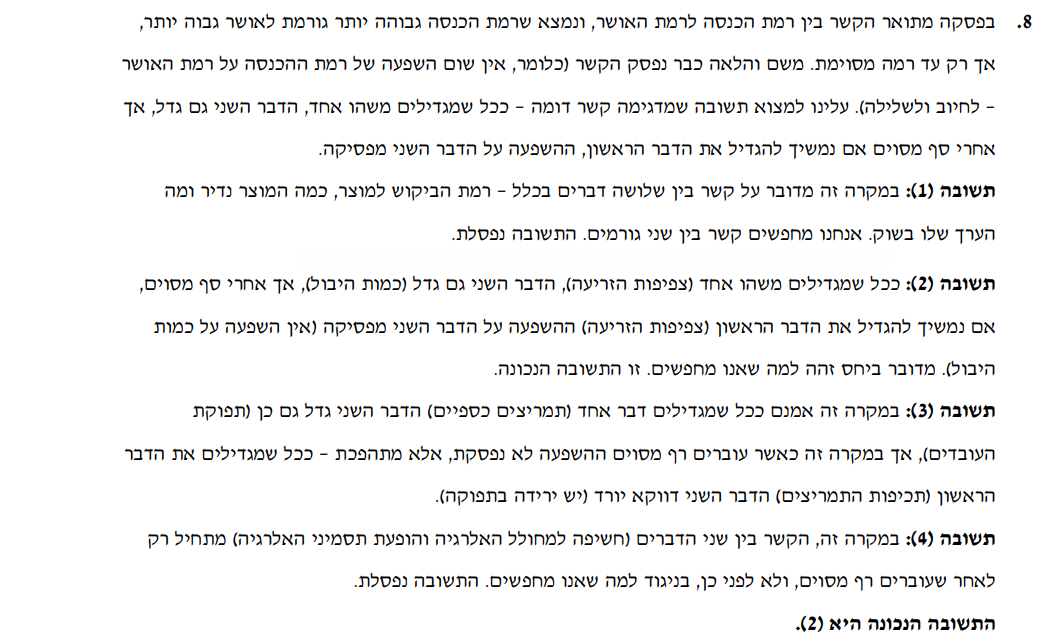 8. בפסקה מתואר הקשר בין רמת הכנסה לרמת האושר, ונמצא שרמת הכנסה גבוהה יותר גורמת לאושר גבוה יותר,
אך רק עד רמה מסוימת. משם והלאה כבר נפסק הקשר (כלומר, אין שום השפעה של רמת ההכנסה על רמת האושר
– לחיוב ולשלילה). עלינו למצוא תשובה שמדגימה קשר דומה – ככל שמגדילים משהו אחד, הדבר השני גם גדל, אך
אחרי סף מסוים אם נמשיך להגדיל את הדבר הראשון, ההשפעה על הדבר השני מפסיקה.
תשובה (1): במקרה זה מדובר על קשר בין שלושה דברים בכלל – רמת הביקוש למוצר, כמה המוצר נדיר ומה
הערך שלו בשוק. אנחנו מחפשים קשר בין שני גורמים. התשובה נפסלת.
תשובה (2): ככל שמגדילים משהו אחד (צפיפות הזריעה), הדבר השני גם גדל (כמות היבול), אך אחרי סף מסוים,
אם נמשיך להגדיל את הדבר הראשון (צפיפות הזריעה) ההשפעה על הדבר השני מפסיקה (אין השפעה על כמות
היבול). מדובר ביחס זהה למה שאנו מחפשים. זו התשובה הנכונה.
תשובה (3): במקרה זה אמנם ככל שמגדילים דבר אחד (תמריצים כספיים) הדבר השני גדל גם כן (תפוקת
העובדים), אך במקרה זה כאשר עוברים רף מסוים ההשפעה לא נפסקת, אלא מתהפכת – ככל שמגדילים את הדבר
הראשון (תכיפות התמריצים) הדבר השני דווקא יורד (יש ירידה בתפוקה).
תשובה (4): במקרה זה, הקשר בין שני הדברים (חשיפה למחולל האלרגיה והופעת תסמיני האלרגיה) מתחיל רק
לאחר שעוברים רף מסוים, ולא לפני כן, בניגוד למה שאנו מחפשים. התשובה נפסלת.
התשובה הנכונה היא (2).